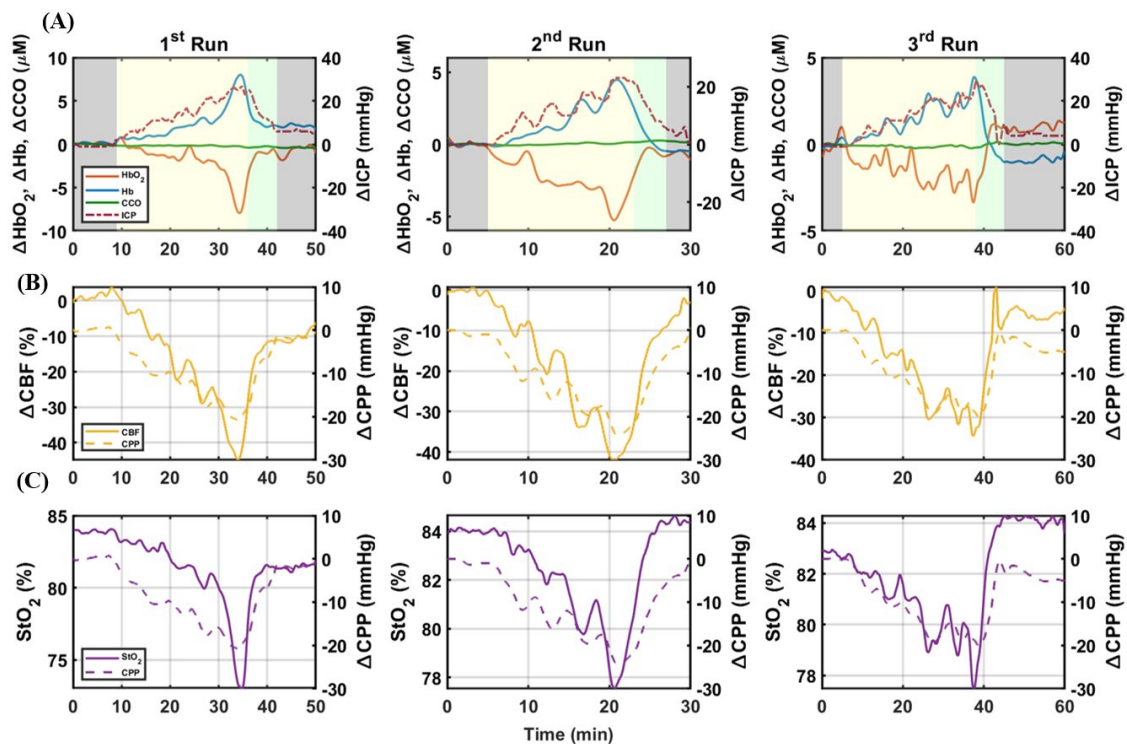 (A)
1st Run
2nd Run
3rd Run
ΔHbO2, ΔHb, ΔCCO (μM)
10
5
0
-5
-10
HbO2
Hb
CCO
ICP
40
20
0
-20
-40
ΔICP (mmHg)
0 10 20 30 40 50
ΔHbO2, ΔHb, ΔCCO
5
0
-5
20
0
-20
ΔICP (mmHg)
0 10 20 30
ΔHbO2, ΔHb, ΔCCO
5
0
-5
40
20
0
-20
-40
ΔICP (mmHg)
0 20 40 60
(B)
ΔCBF (%)
0
-10
-20
-30
-40
CBF
CPP
10
0
-10
-20
-30
ΔCPP (mmHg)
0 10 20 30 40 50
ΔCBF (%)
0
-10
-20
-30
-40
10
0
-10
-20
-30
ΔCPP (mmHg)
0 10 20 30
ΔCBF (%)
0
-10
-20
-30
-40
10
0
-10
-20
-30
ΔCPP (mmHg)
0 20 40 60
(C)
StO2 (%)
85
80
75
StO2
CPP
10
0
-10
-20
-30
ΔCPP (mmHg)
0 10 20 30 40 50
StO2 (%)
84
82
80
78
10
0
-10
-20
-30
ΔCPP (mmHg)
0 10 20 30
StO2 (%)
84
82
80
78
10
0
-10
-20
-30
ΔCPP (mmHg)
0 20 40 60
Time (min)